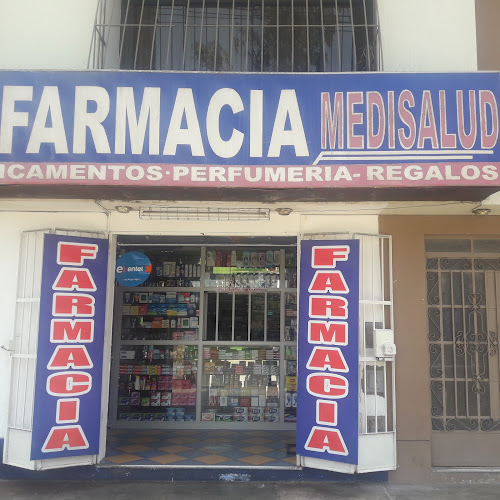 FARMACIA MEDISALUD
ICAMENTOS·PERFUMERIA-REGALOS
FARMACIA
entel
FARMACIA